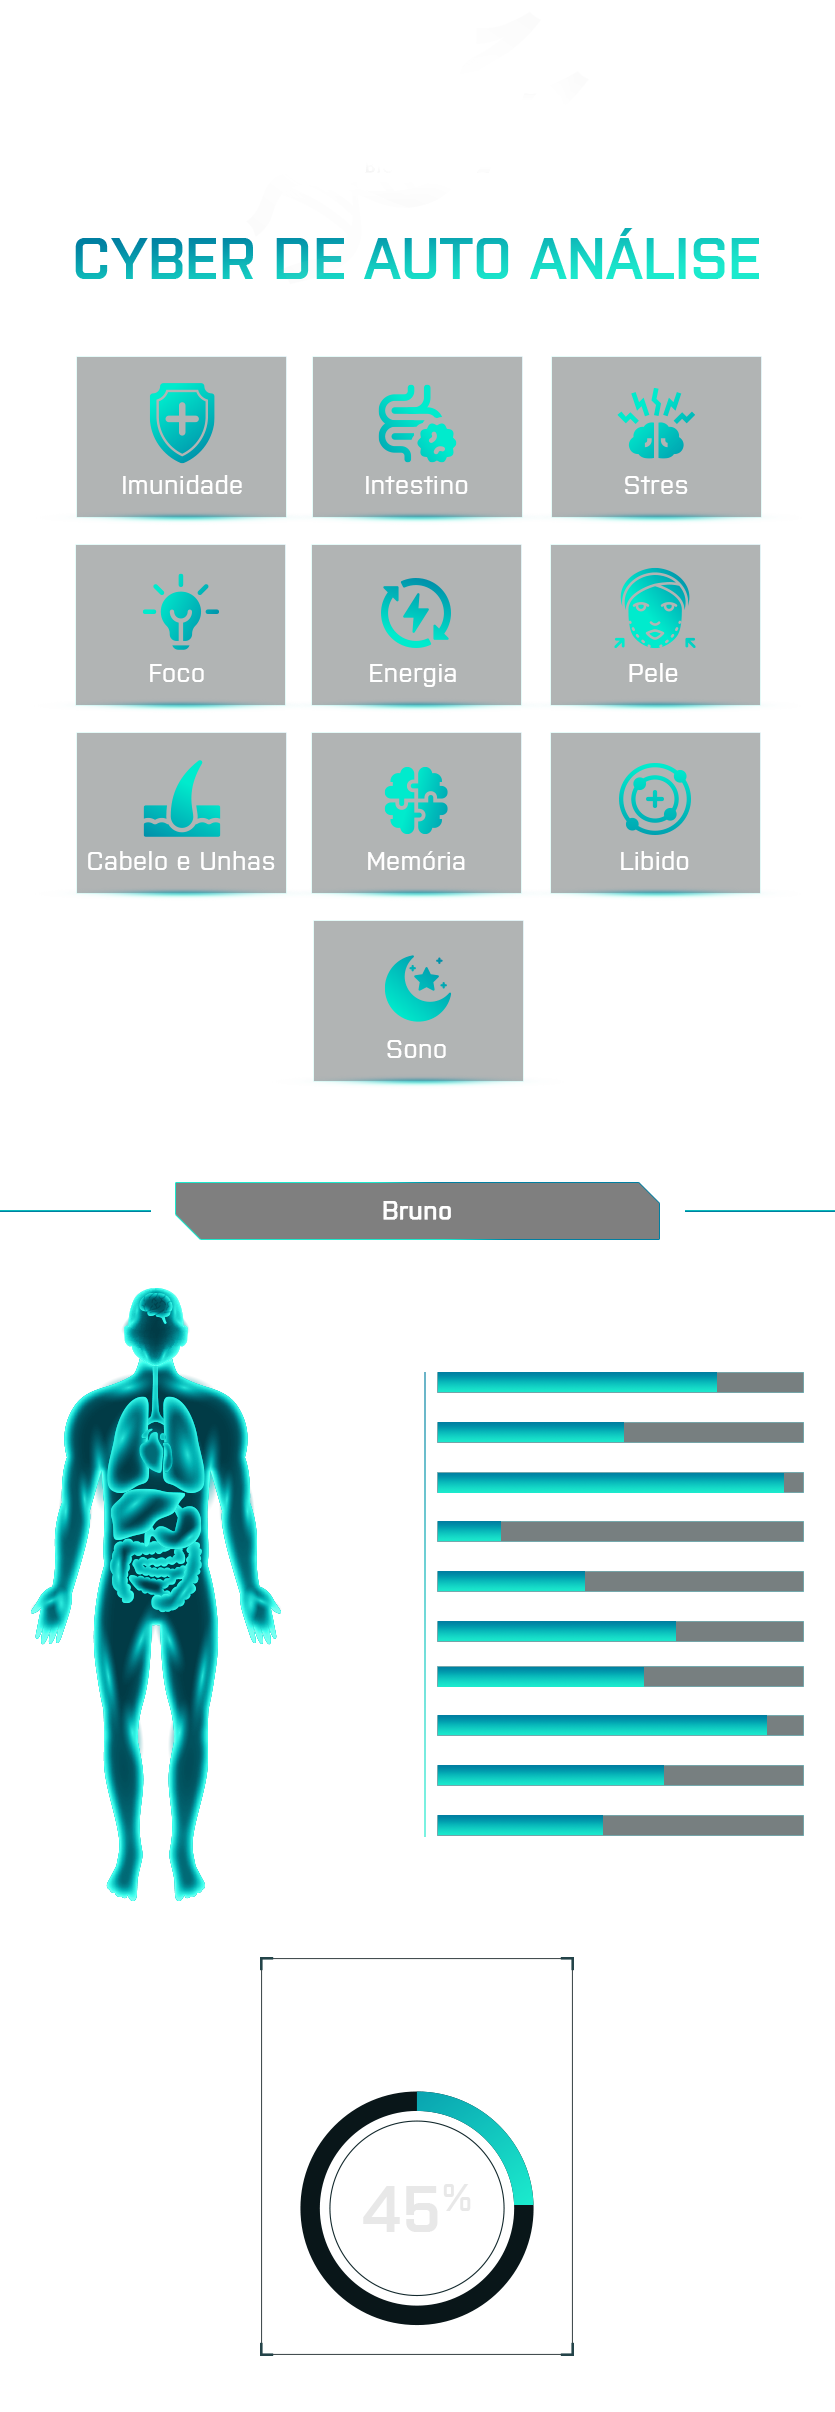 CYBER DE AUTO ANÁLISE
Imunidade
Intestino
Stres
Foco
Energia
Pele
Cabelo e Unhas
Memória
Libido
Sono
Bruno
45%